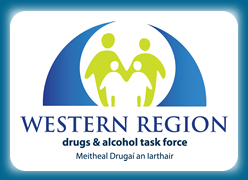 WESTERN REGION
drugs & alcohol task force
Meitheal Drugaí an Iarthair